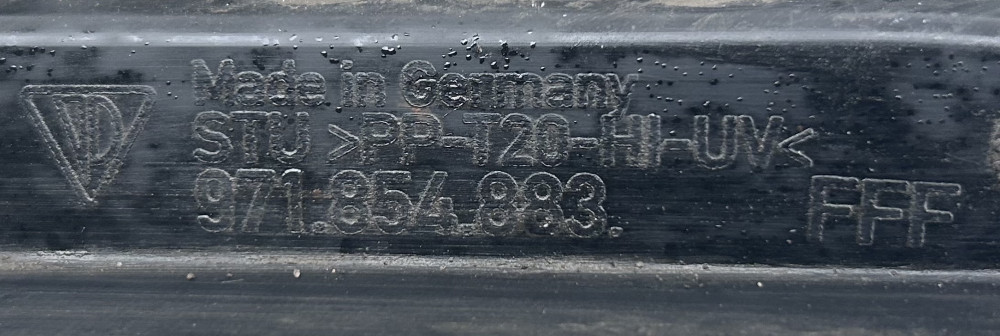 Made in Germany
STU >PP-T20-HI-UV<
971.854.883.
FFF